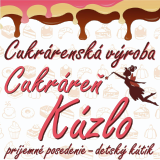 Cukrárenská výroba
Cukráreň
Kúzlo
príjemné posedenie - detský kútik